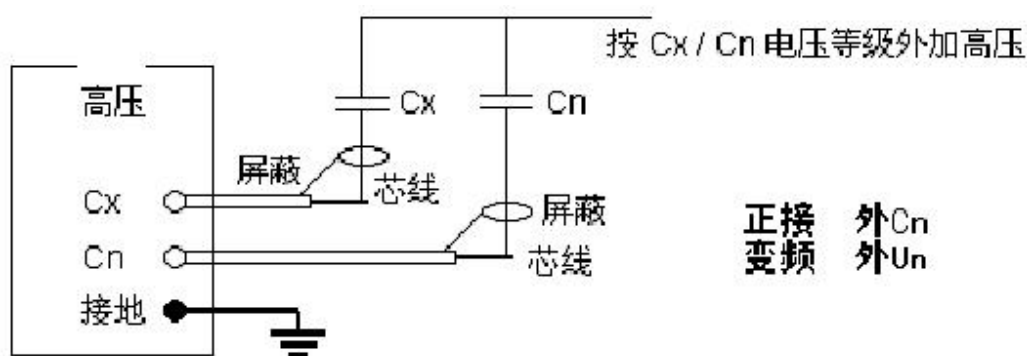 按 Cx / Cn 电压等级外加高压
高压
Cx
Cn
屏蔽
芯线
Cx
屏蔽
Cn
芯线
正接 外Cn
变频 外Un
接地